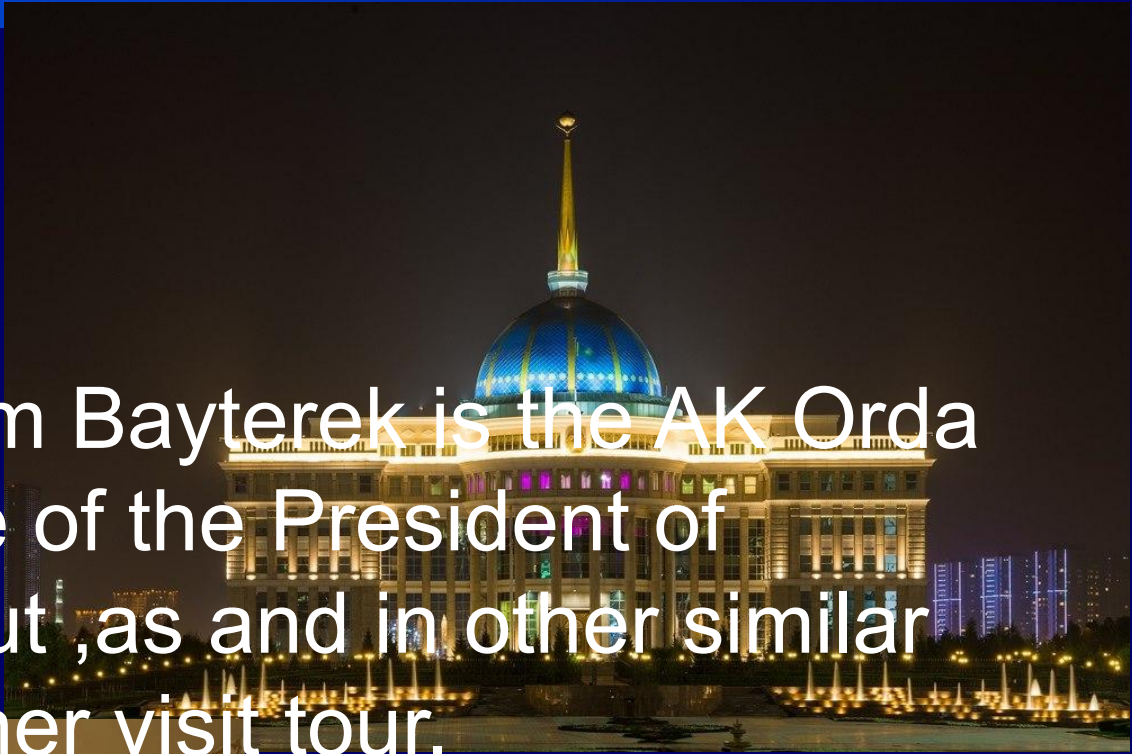 m Bayterek is the AK Orda
of the President of
ut ,as and in other similar
her visit tour.